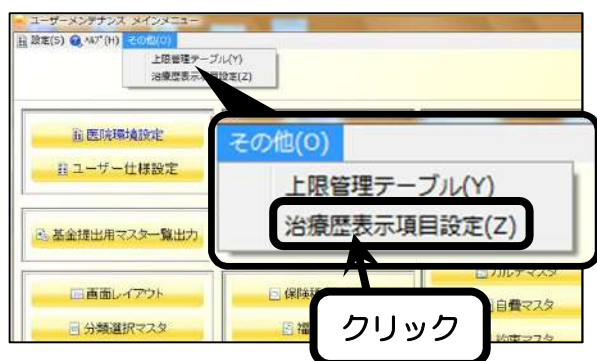 ユーザーメンテナンス メインメニュー
設定(S) ヘルプ(H) その他(O)
上限管理テーブル(Y)
治療歴表示項目設定(Z)
医院環境設定
ユーザー仕様設定
その他(O)
上限管理テーブル(Y)
治療歴表示項目設定(Z)
基金提出用マスター覧出力
画面レイアウト
分類選択マスタ
クリック
カルテマスタ
自費マスタ
約束マスタ